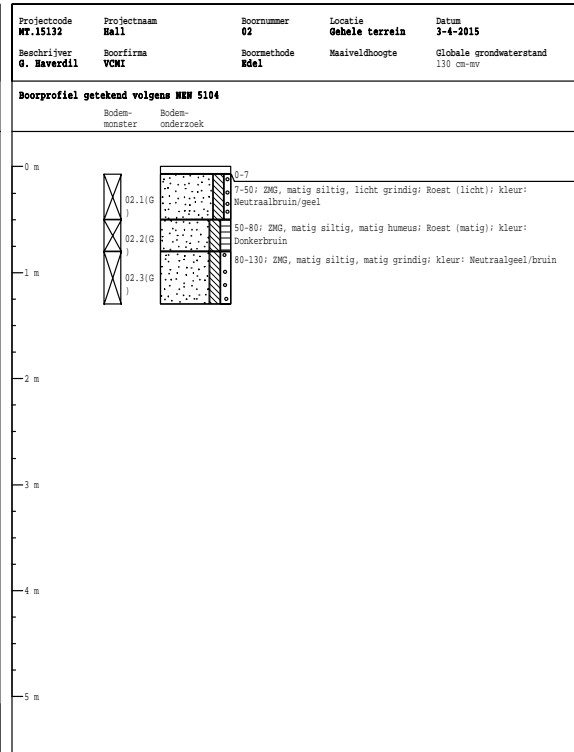 Projectcode Projectnaam Boornummer Locatie Datum
MT.15132 Hall 02 Gehele terrein 3-4-2015
Beschrijver Boorfirma Boormethode Maaiveldhoogte Globale grondwaterstand
G. Haverdil VCMI Edel 130 cm-mv
Boorprofiel getekend volgens NEN 5104
Bodem- Bodem-
monster onderzoek
0 m
0-7
7-50; ZMG, matig siltig, licht grindig; Roest (licht); kleur:
Neutraalbruin/geel
02.1(G
)
50-80; ZMG, matig siltig, matig humeus; Roest (matig); kleur:
Donkerbruin
02.2(G
)
80-130; ZMG, matig siltig, matig grindig; kleur: Neutraalgeel/bruin
1 m
02.3(G
)
2 m
3 m
4 m
5 m